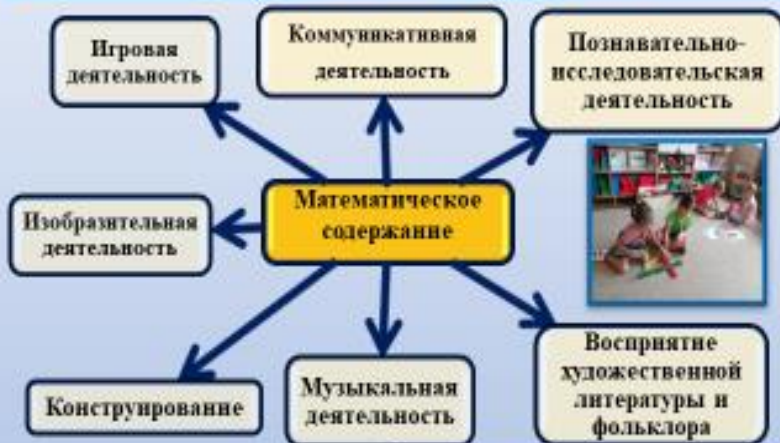 Игровая
деятельность
Коммуникативная
деятельность
Познавательно-
исследовательская
деятельность
Математическое
содержание
Изобразительная
деятельность
Конструирование
Музыкальная
деятельность
Восприятие
художественной
литературы и
фольклора